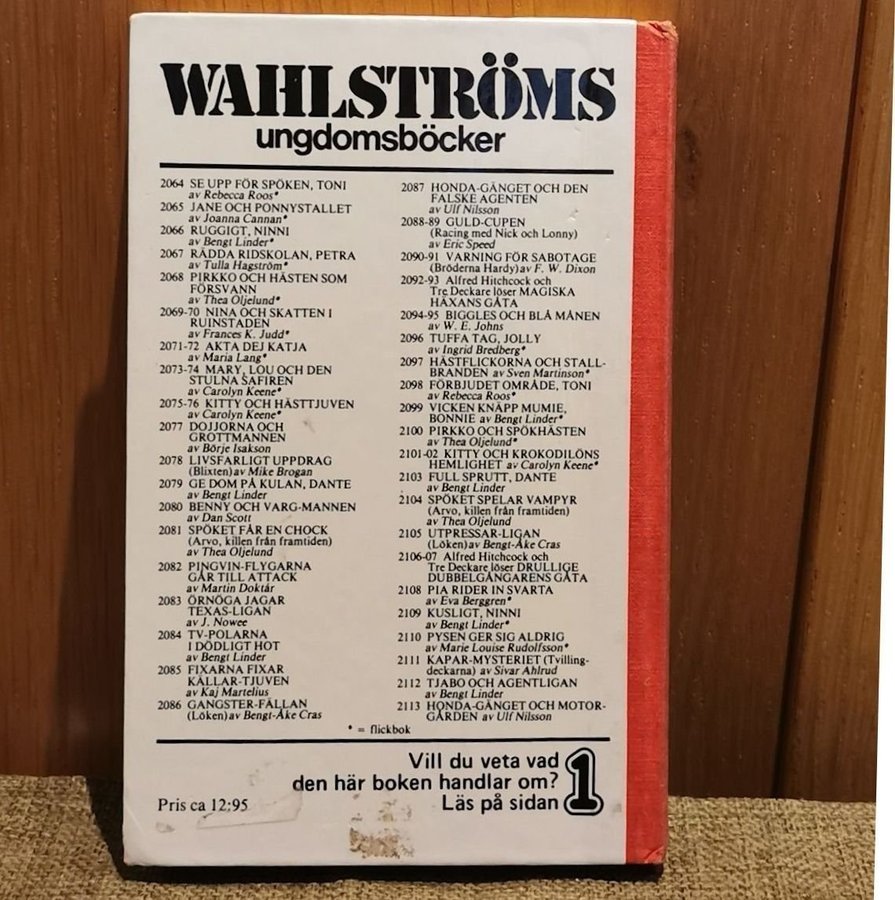 WAHLSTRÖMS
ungdomsböcker
2064 SE UPP FÖR SPÖKEN, TONI
av Rebecca Roos*
2065 JANE OCH PONNYSTALLET
av Joanna Cannan*
2066 RUGGIGT, NINNI
av Bengt Linder*
2067 RÄDDA RIDSKOLAN, PETRA
av Tulla Hagström*
2068 PIRKKO OCH HÄSTEN SOM
FÖRSVANN
av Thea Oljelund*
2069-70 NINA OCH SKATTEN I
RUINSTADEN
av Frances K. Judd*
2071-72 AKTA DEJ KATJA
av Maria Lang*
2073-74 MARY, LOU OCH DEN
STULNA SAFIREN
av Carolyn Keene*
2075-76 KITTY OCH HÄSTTJUVEN
av Carolyn Keene*
2077 DOJJORNA OCH
GROTTMANNEN
av Börje Isakson
2078 LIVSFARLIGT UPPDRAG
(Blixten) av Mike Brogan
2079 GE DOM PÅ KULAN, DANTE
av Bengt Linder
2080 BENNY OCH VARG-MANNEN
av Dan Scott
2081 SPÖKET FÅR EN CHOCK
(Arvo, killen från framtiden)
av Thea Oljelund
2082 PINGVIN-FLYGARNA
GÅR TILL ATTACK
av Martin Doktár
2083 ÖRNÖGA JAGAR
TEXAS-LIGAN
av J. Nowee
2084 TV-POLARNA
I DÖDLIGT HOT
av Bengt Linder
2085 FIXARNA FIXAR
KÄLLAR-TJUVEN
av Kaj Martelius
2086 GANGSTER-FÄLLAN
(Löken) av Bengt-Åke Cras
2087 HONDA-GÄNGET OCH DEN
FALSKE AGENTEN
av Ulf Nilsson
2088-89 GULD-CUPEN
(Racing med Nick och Lonny)
av Eric Speed
2090-91 VARNING FÖR SABOTAGE
(Bröderna Hardy) av F. W. Dixon
2092-93 Alfred Hitchcock och
Tre Deckare löser MAGISKA
HÄXANS GÅTA
2094-95 BIGGLES OCH BLÅ MÅNEN
av W. E. Johns
2096 TUFFA TAG, JOLLY
av Ingrid Bredberg*
2097 HÄSTFLICKORNA OCH STALL-
BRANDEN av Sven Martinson*
2098 FÖRBJUDET OMRÅDE, TONI
av Rebecca Roos*
2099 VICKEN KNÄPP MUMIE,
BONNIE av Bengt Linder*
2100 PIRKKO OCH SPÖKHÄSTEN
av Thea Oljelund*
2101-02 KITTY OCH KROKODILÖNS
HEMLIGHET av Carolyn Keene*
2103 FULL SPRUTT, DANTE
av Bengt Linder
2104 SPÖKET SPELAR VAMPYR
(Arvo, killen från framtiden)
av Thea Oljelund
2105 UTPRESSAR-LIGAN
(Löken) av Bengt-Åke Cras
2106-07 Alfred Hitchcock och
Tre Deckare löser DRULLIGE
DUBBELGÅNGARENS GÅTA
2108 PIA RIDER IN SVARTA
av Eva Berggren*
2109 KUSLIGT, NINNI
av Bengt Linder*
2110 PYSEN GER SIG ALDRIG
av Marie Louise Rudolfsson*
2111 KAPAR-MYSTERIET (Tvilling-
deckarna) av Sivar Ahlrud
2112 TJABO OCH AGENTLIGAN
av Bengt Linder
2113 HONDA-GÄNGET OCH MOTOR-
GÅRDEN av Ulf Nilsson
* = flickbok
Vill du veta vad
den här boken handlar om?
Läs på sidan 1
Pris ca 12:95